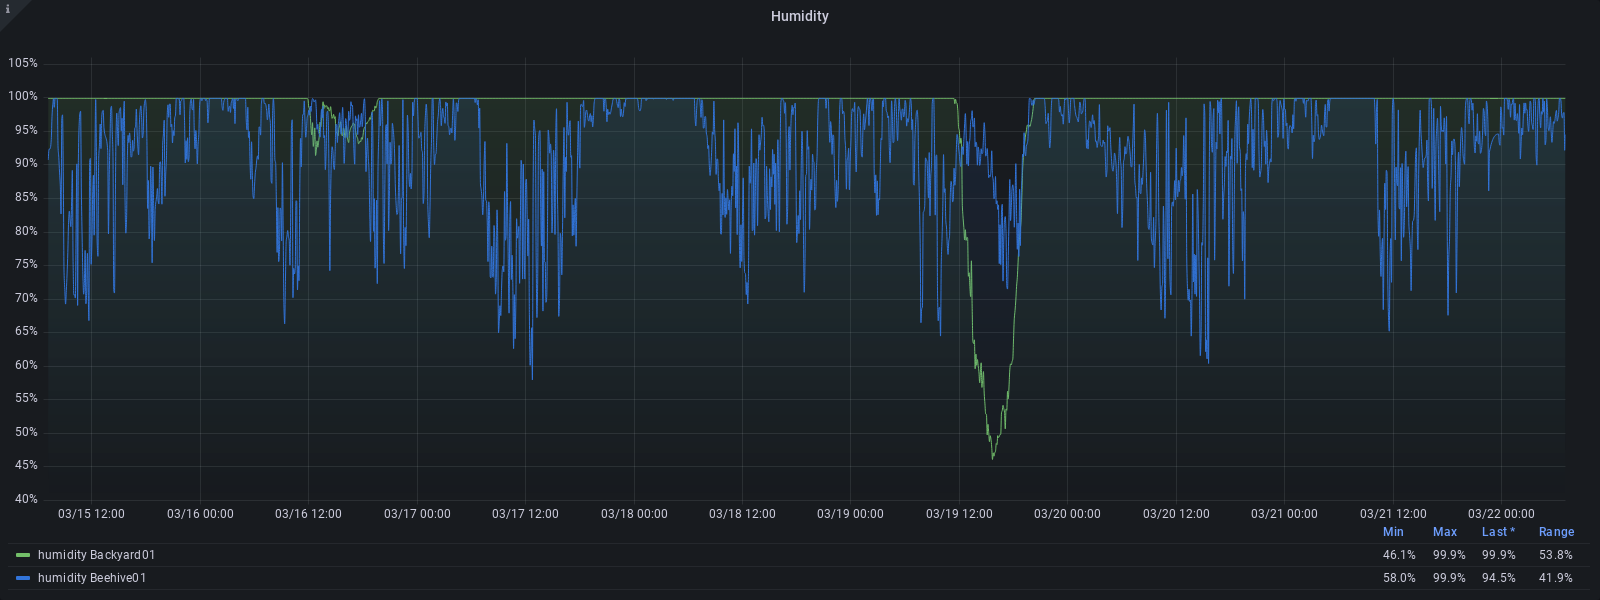 i
Humidity
105%
100%
95%
90%
85%
80%
75%
70%
65%
60%
55%
50%
45%
40%
03/15 12:00 03/16 00:00 03/16 12:00 03/17 00:00 03/17 12:00 03/18 00:00 03/18 12:00 03/19 00:00 03/19 12:00 03/20 00:00 03/20 12:00 03/21 00:00 03/21 12:00 03/22 00:00
Min Max Last * Range
humidity Backyard01 46.1% 99.9% 99.9% 53.8%
humidity Beehive01 58.0% 99.9% 94.5% 41.9%